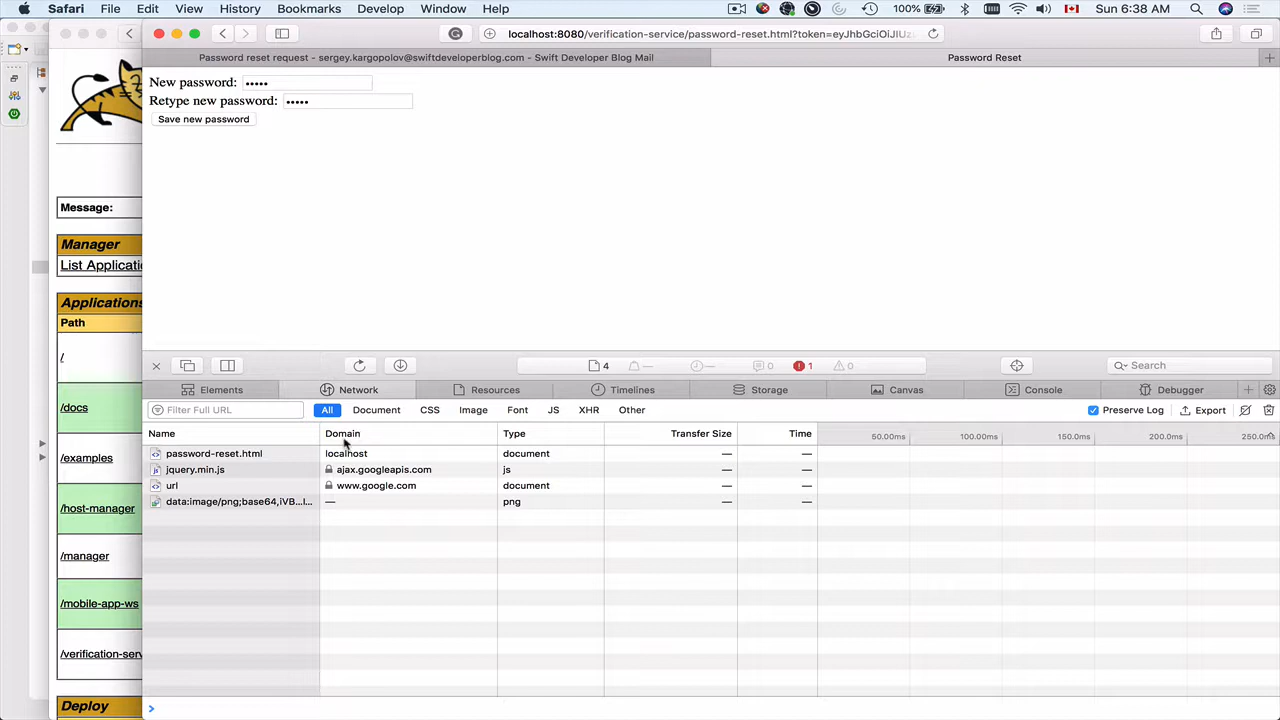 Safari File Edit View History Bookmarks Develop Window Help 100% Sun 6:38 AM
localhost:8080/verification-service/password-reset.html?token=eyJhbGciOiJIUz
Password reset request - sergey.kargopolov@swiftdeveloperblog.com - Swift Developer Blog Mail
Password Reset
New password: •••••
Retype new password: •••••
Save new password
Message:
Manager
List Applicati
Applications
Path
/
/docs
/examples
/host-manager
/manager
/mobile-app-ws
/verification-serv
Deploy
4 — — 0 1 0
Search
Elements Network Resources Timelines Storage Canvas Console Debugger
Filter Full URL All Document CSS Image Font JS XHR Other Preserve Log Export
Name Domain Type Transfer Size Time 50.00ms 100.00ms 150.0ms 200.0ms 250.0ms
password-reset.html localhost document — —
jquery.min.js ajax.googleapis.com js — —
url www.google.com document — —
data:image/png;base64,iVB...l... — png — —